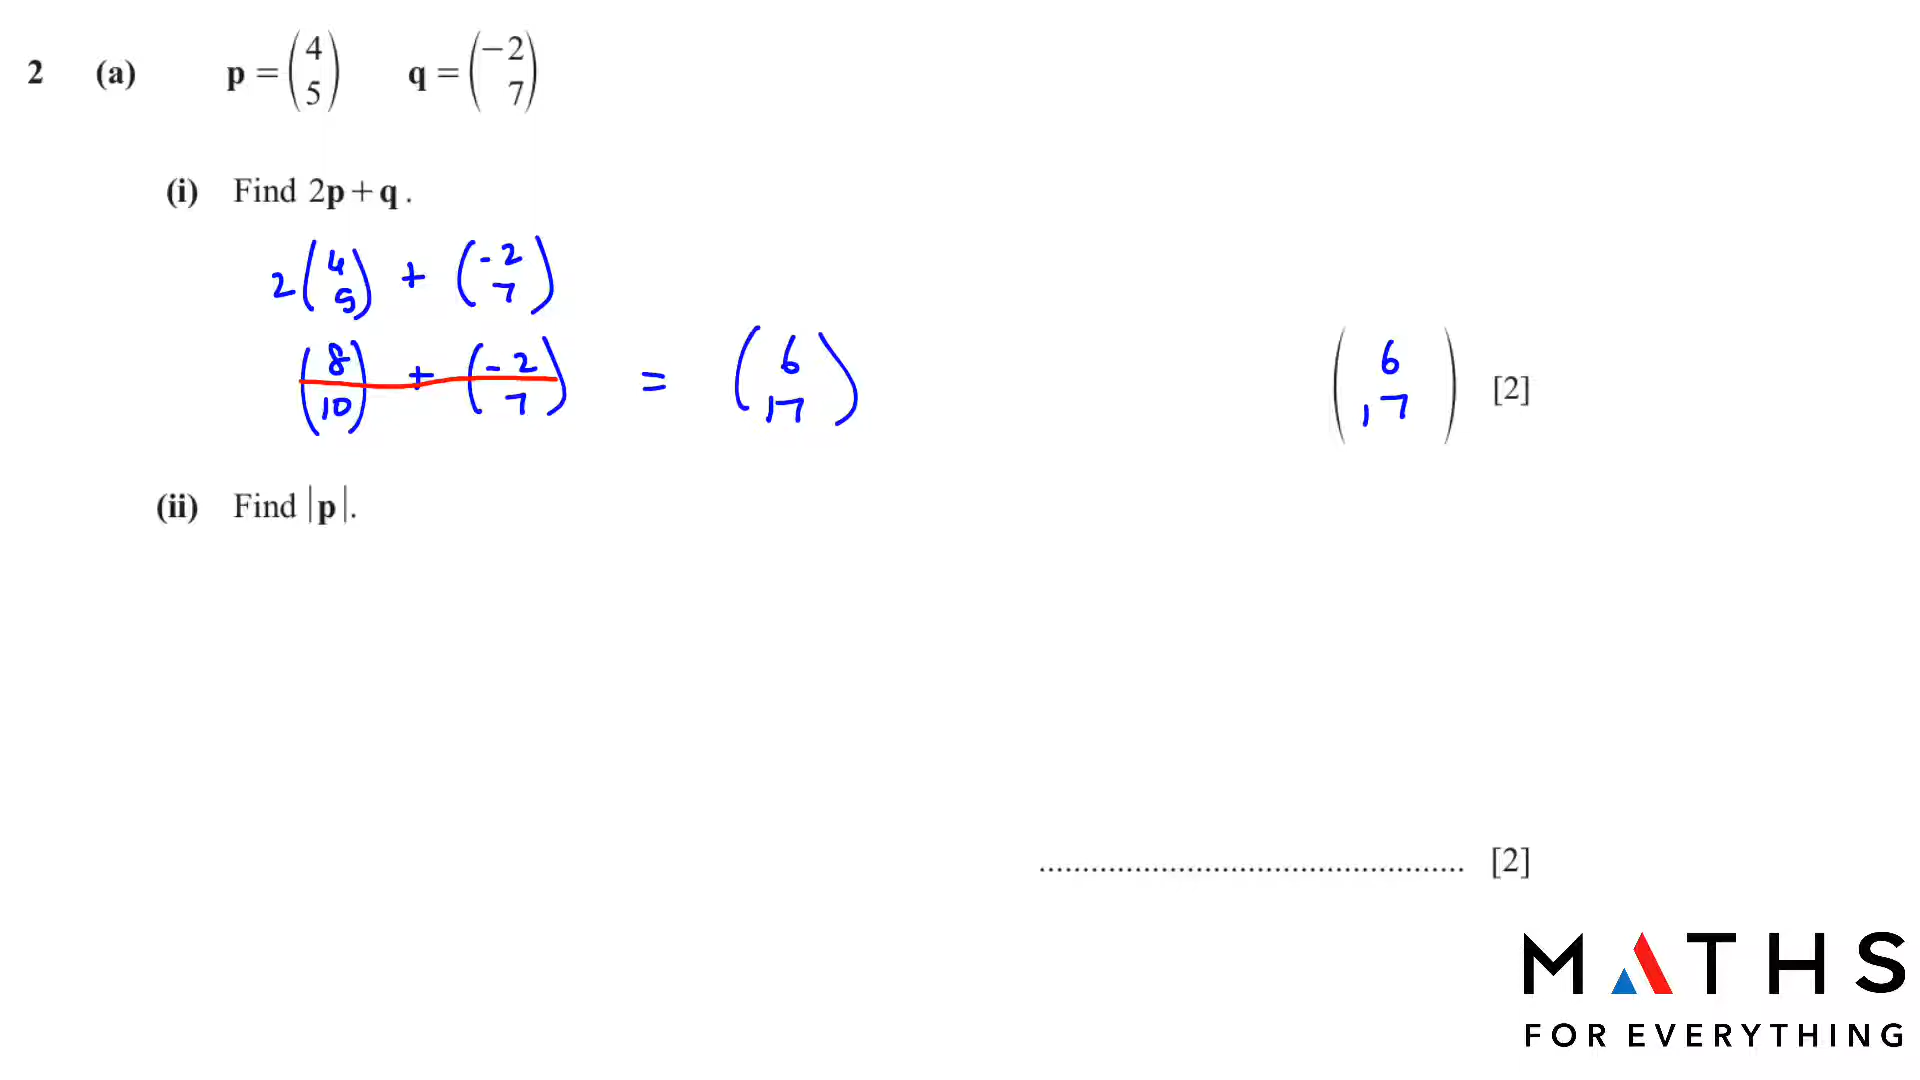 2 (a) p = (4 5) q = (−2 7)
(i) Find 2p + q .
2(4 5) + (-2 7)
(8 10) + (-2 7) = (6 17)
(6 17) [2]
(ii) Find |p|.
................................................ [2]
MATHS
FOR EVERYTHING